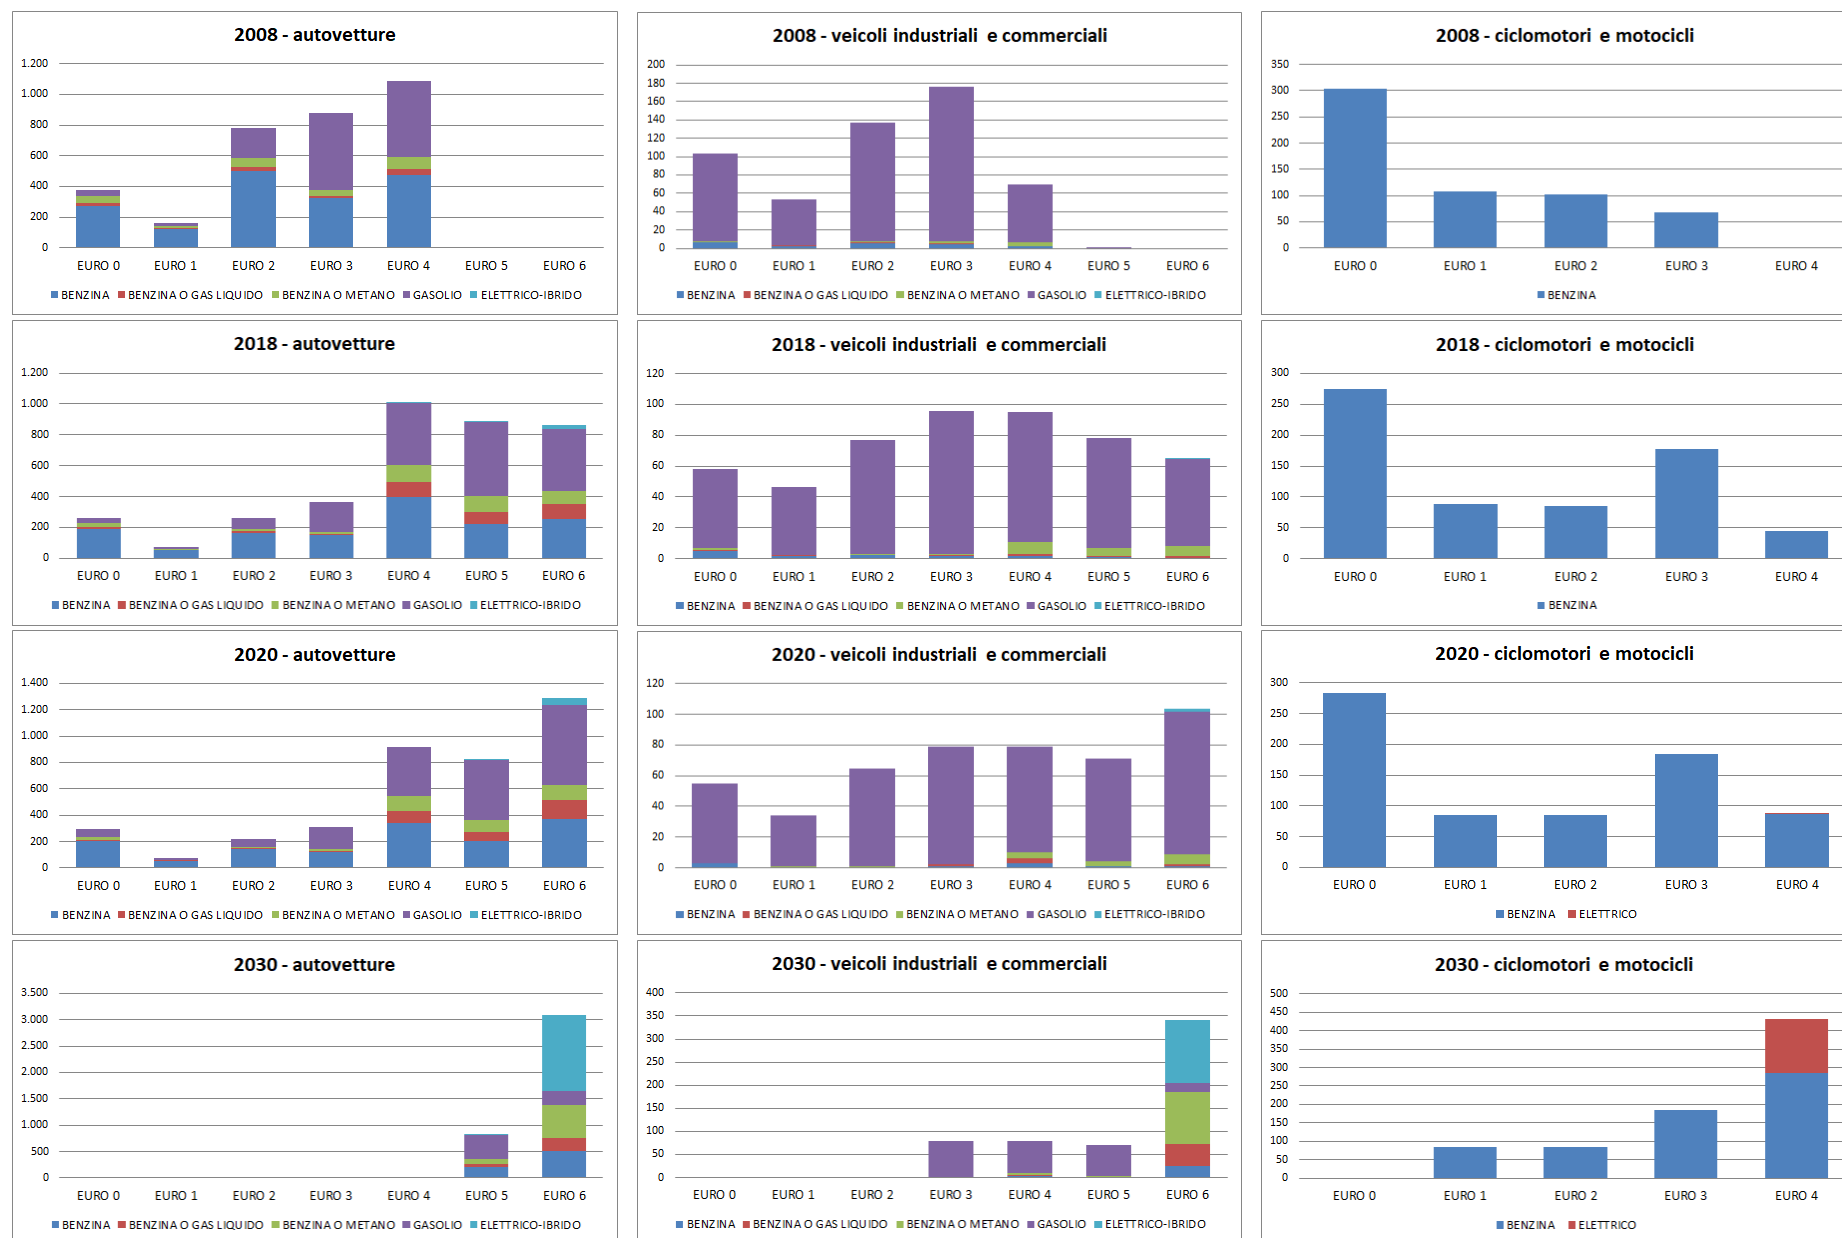 2008 - autovetture
1.200
1.000
800
600
400
200
0
EURO 0 EURO 1 EURO 2 EURO 3 EURO 4 EURO 5 EURO 6
BENZINA BENZINA O GAS LIQUIDO BENZINA O METANO GASOLIO ELETTRICO-IBRIDO
2008 - veicoli industriali e commerciali
200
180
160
140
120
100
80
60
40
20
0
EURO 0 EURO 1 EURO 2 EURO 3 EURO 4 EURO 5 EURO 6
BENZINA BENZINA O GAS LIQUIDO BENZINA O METANO GASOLIO ELETTRICO-IBRIDO
2008 - ciclomotori e motocicli
350
300
250
200
150
100
50
0
EURO 0 EURO 1 EURO 2 EURO 3 EURO 4
BENZINA
2018 - autovetture
1.200
1.000
800
600
400
200
0
EURO 0 EURO 1 EURO 2 EURO 3 EURO 4 EURO 5 EURO 6
BENZINA BENZINA O GAS LIQUIDO BENZINA O METANO GASOLIO ELETTRICO-IBRIDO
2018 - veicoli industriali e commerciali
120
100
80
60
40
20
0
EURO 0 EURO 1 EURO 2 EURO 3 EURO 4 EURO 5 EURO 6
BENZINA BENZINA O GAS LIQUIDO BENZINA O METANO GASOLIO ELETTRICO-IBRIDO
2018 - ciclomotori e motocicli
300
250
200
150
100
50
0
EURO 0 EURO 1 EURO 2 EURO 3 EURO 4
BENZINA
2020 - autovetture
1.400
1.200
1.000
800
600
400
200
0
EURO 0 EURO 1 EURO 2 EURO 3 EURO 4 EURO 5 EURO 6
BENZINA BENZINA O GAS LIQUIDO BENZINA O METANO GASOLIO ELETTRICO-IBRIDO
2020 - veicoli industriali e commerciali
120
100
80
60
40
20
0
EURO 0 EURO 1 EURO 2 EURO 3 EURO 4 EURO 5 EURO 6
BENZINA BENZINA O GAS LIQUIDO BENZINA O METANO GASOLIO ELETTRICO-IBRIDO
2020 - ciclomotori e motocicli
300
250
200
150
100
50
0
EURO 0 EURO 1 EURO 2 EURO 3 EURO 4
BENZINA ELETTRICO
2030 - autovetture
3.500
3.000
2.500
2.000
1.500
1.000
500
0
EURO 0 EURO 1 EURO 2 EURO 3 EURO 4 EURO 5 EURO 6
BENZINA BENZINA O GAS LIQUIDO BENZINA O METANO GASOLIO ELETTRICO-IBRIDO
2030 - veicoli industriali e commerciali
400
350
300
250
200
150
100
50
0
EURO 0 EURO 1 EURO 2 EURO 3 EURO 4 EURO 5 EURO 6
BENZINA BENZINA O GAS LIQUIDO BENZINA O METANO GASOLIO ELETTRICO-IBRIDO
2030 - ciclomotori e motocicli
500
450
400
350
300
250
200
150
100
50
0
EURO 0 EURO 1 EURO 2 EURO 3 EURO 4
BENZINA ELETTRICO